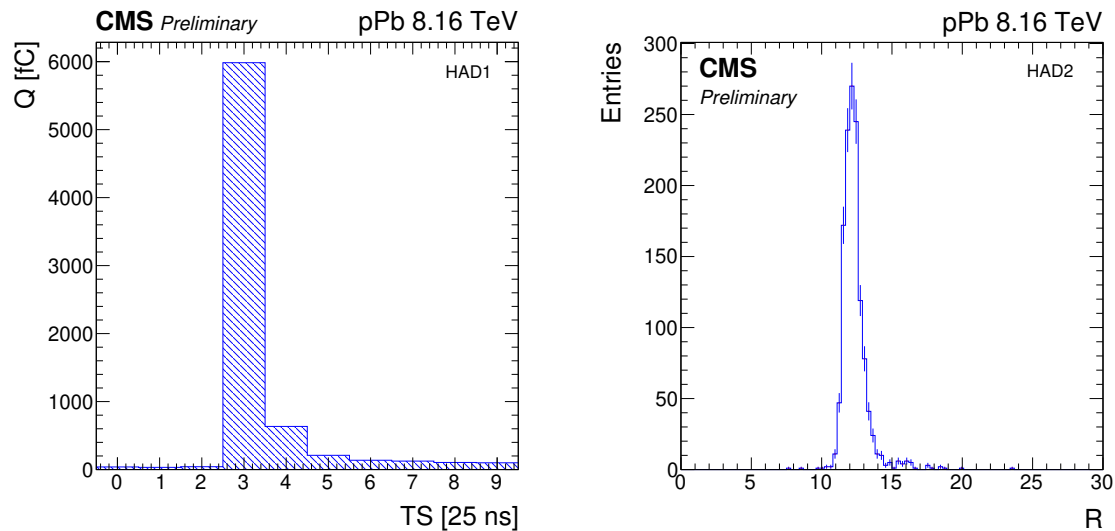 CMS Preliminary
pPb 8.16 TeV
Q [fC]
HAD1
6000
5000
4000
3000
2000
1000
0
0 1 2 3 4 5 6 7 8 9
TS [25 ns]
pPb 8.16 TeV
Entries
CMS
Preliminary
HAD2
300
250
200
150
100
50
0
0 5 10 15 20 25 30
R